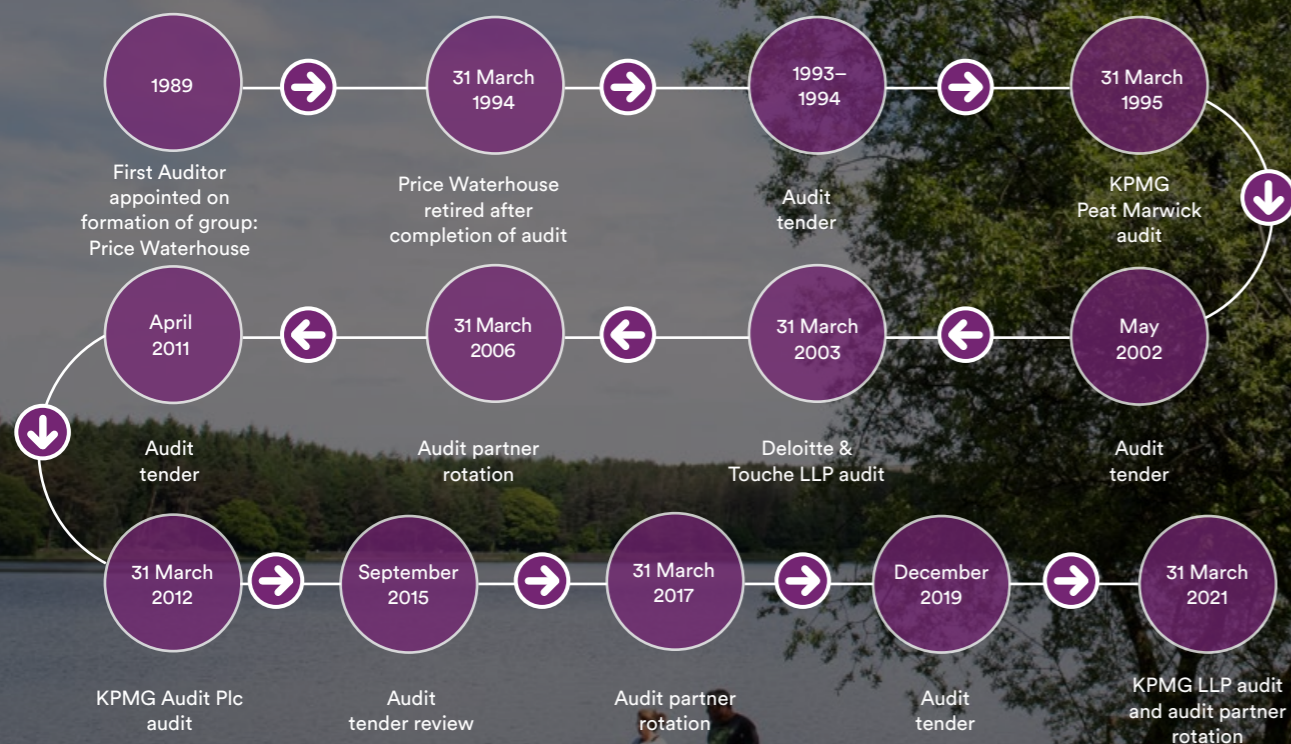 1989
First Auditor
appointed on
formation of group:
Price Waterhouse
31 March
1994
Price Waterhouse
retired after
completion of audit
1993–
1994
Audit
tender
31 March
1995
KPMG
Peat Marwick
audit
May
2002
Audit
tender
31 March
2003
Deloitte &
Touche LLP audit
31 March
2006
Audit partner
rotation
April
2011
Audit
tender
31 March
2012
KPMG Audit Plc
audit
September
2015
Audit
tender review
31 March
2017
Audit partner
rotation
December
2019
Audit
tender
31 March
2021
KPMG LLP audit
and audit partner
rotation